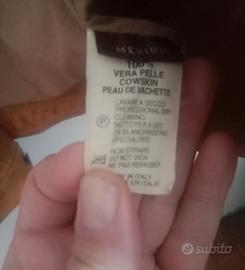 MEDIUM
100%
VERA PELLE
COWSKIN
PEAU DE VACHETTE
LAVARE A SECCO
PROFESSIONAL DRY
CLEANING
NETTOYER A SEC
EN BLANCHISSERIE
SPECIALISEE
P
NON STIRARE
DO NOT IRON
NE PAS REPASSER
IN ITALY
EN ITALIE
subito